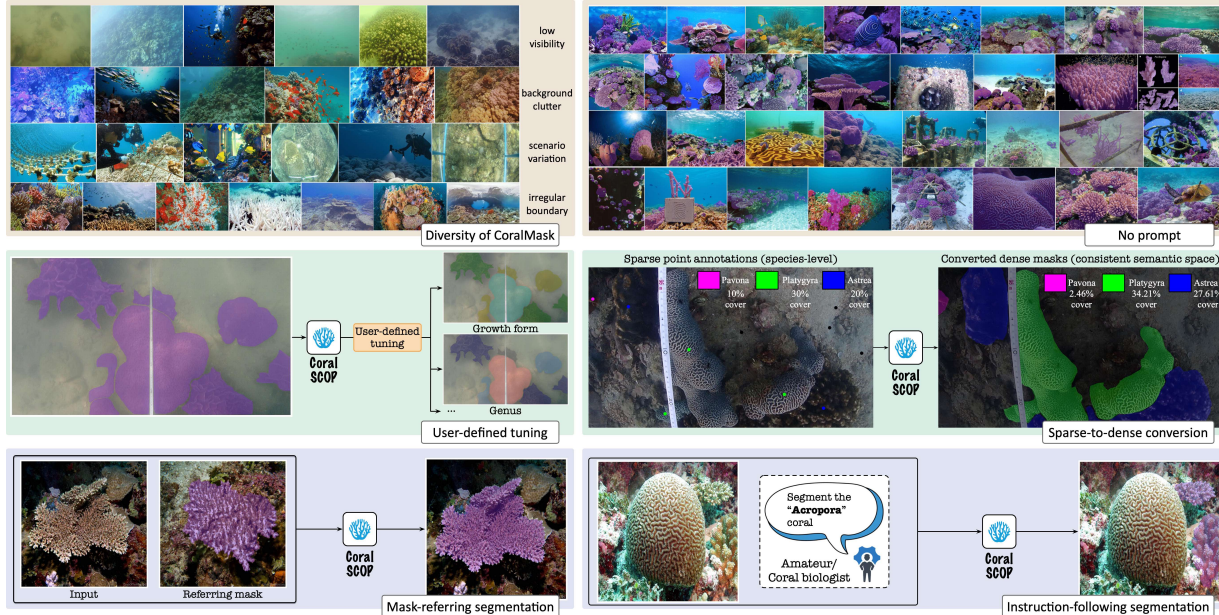 low
visibility
background
clutter
scenario
variation
irregular
boundary
Diversity of CoralMask
No prompt
Coral
SCOP
User-defined
tuning
Growth form
Genus
...
User-defined tuning
Sparse point annotations (species-level)
Pavona
10%
cover
Platygyra
30%
cover
Astrea
20%
cover
Coral
SCOP
Converted dense masks (consistent semantic space)
Pavona
2.46%
cover
Platygyra
34.21%
cover
Astrea
27.61%
cover
Sparse-to-dense conversion
Input
Referring mask
Coral
SCOP
Mask-referring segmentation
Segment the
“Acropora”
coral
Amateur/
Coral biologist
Coral
SCOP
Instruction-following segmentation